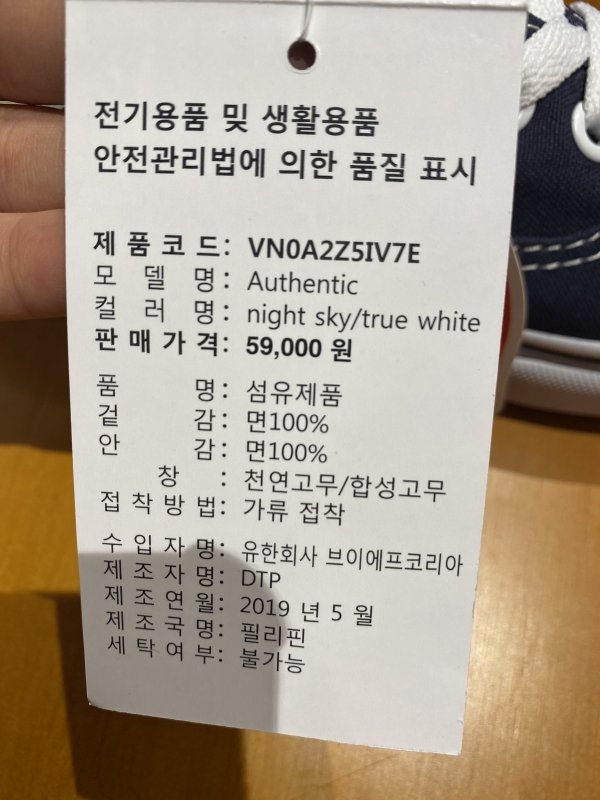 전기용품 및 생활용품
안전관리법에 의한 품질 표시
제품코드: VN0A2Z5IV7E
모델명: Authentic
컬러명: night sky/true white
판매가격: 59,000 원
품명: 섬유제품
겉감: 면100%
안감: 면100%
창: 천연고무/합성고무
접착방법: 가류 접착
수입자명: 유한회사 브이에프코리아
제조자명: DTP
제조연월: 2019 년 5 월
제조국명: 필리핀
세탁여부: 불가능